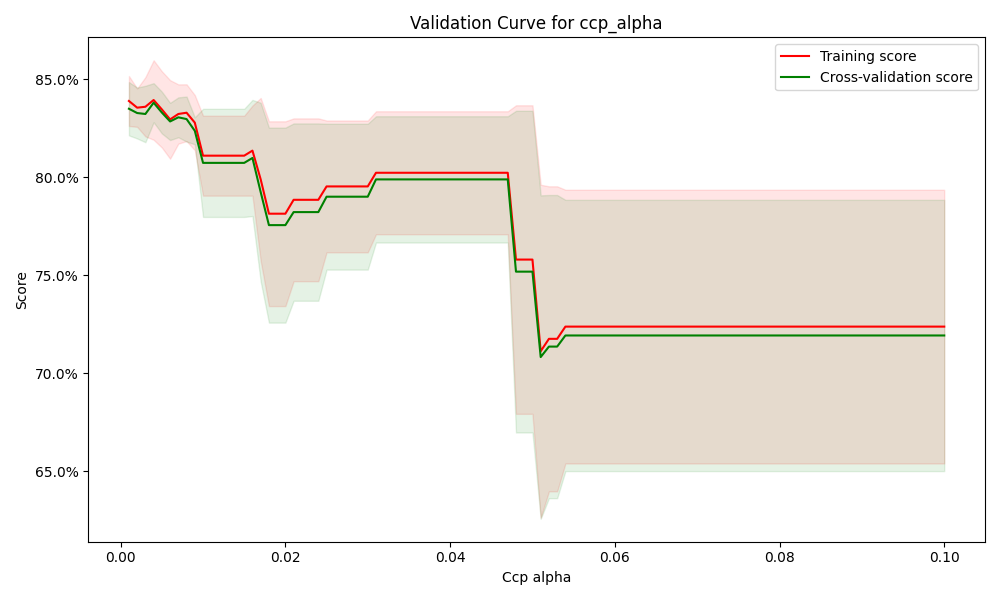 Validation Curve for ccp_alpha
Training score
Cross-validation score
85.0%
80.0%
75.0%
70.0%
65.0%
Score
0.00 0.02 0.04 0.06 0.08 0.10
Ccp alpha